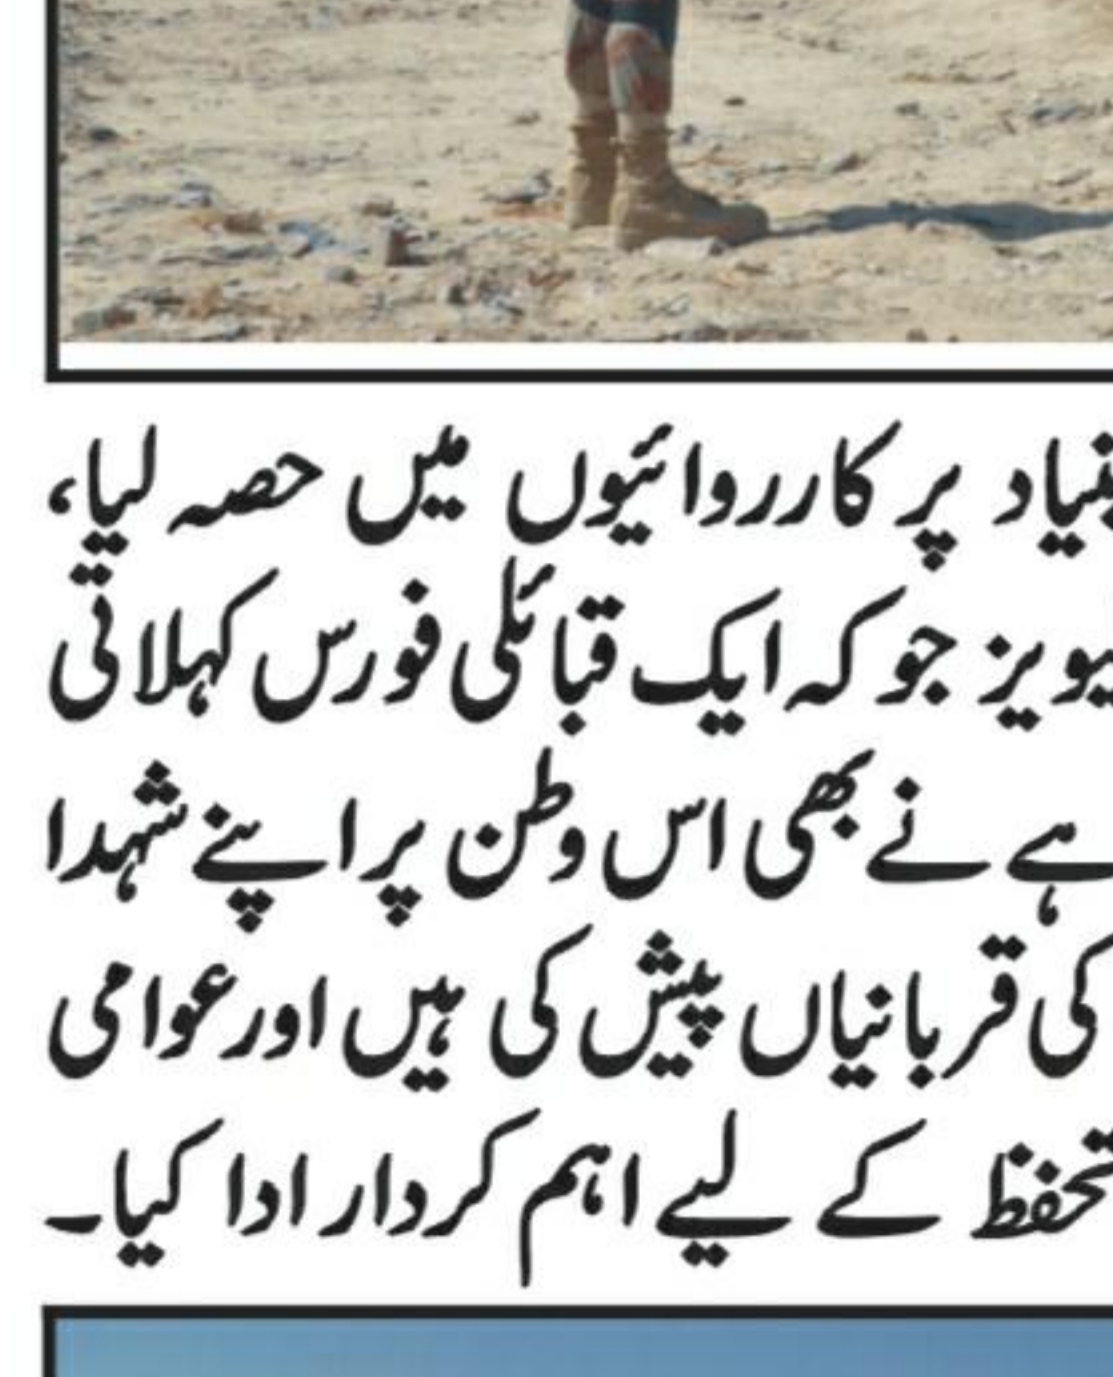 بنیاد پر کارروائیوں میں حصہ لیا،
یویز جو کہ ایک قبائلی فورس کہلاتی
ہے نے بھی اس وطن پر اپنے شہدا
کی قربانیاں پیش کی ہیں اور عوامی
تحفظ کے لیے اہم کردار ادا کیا۔